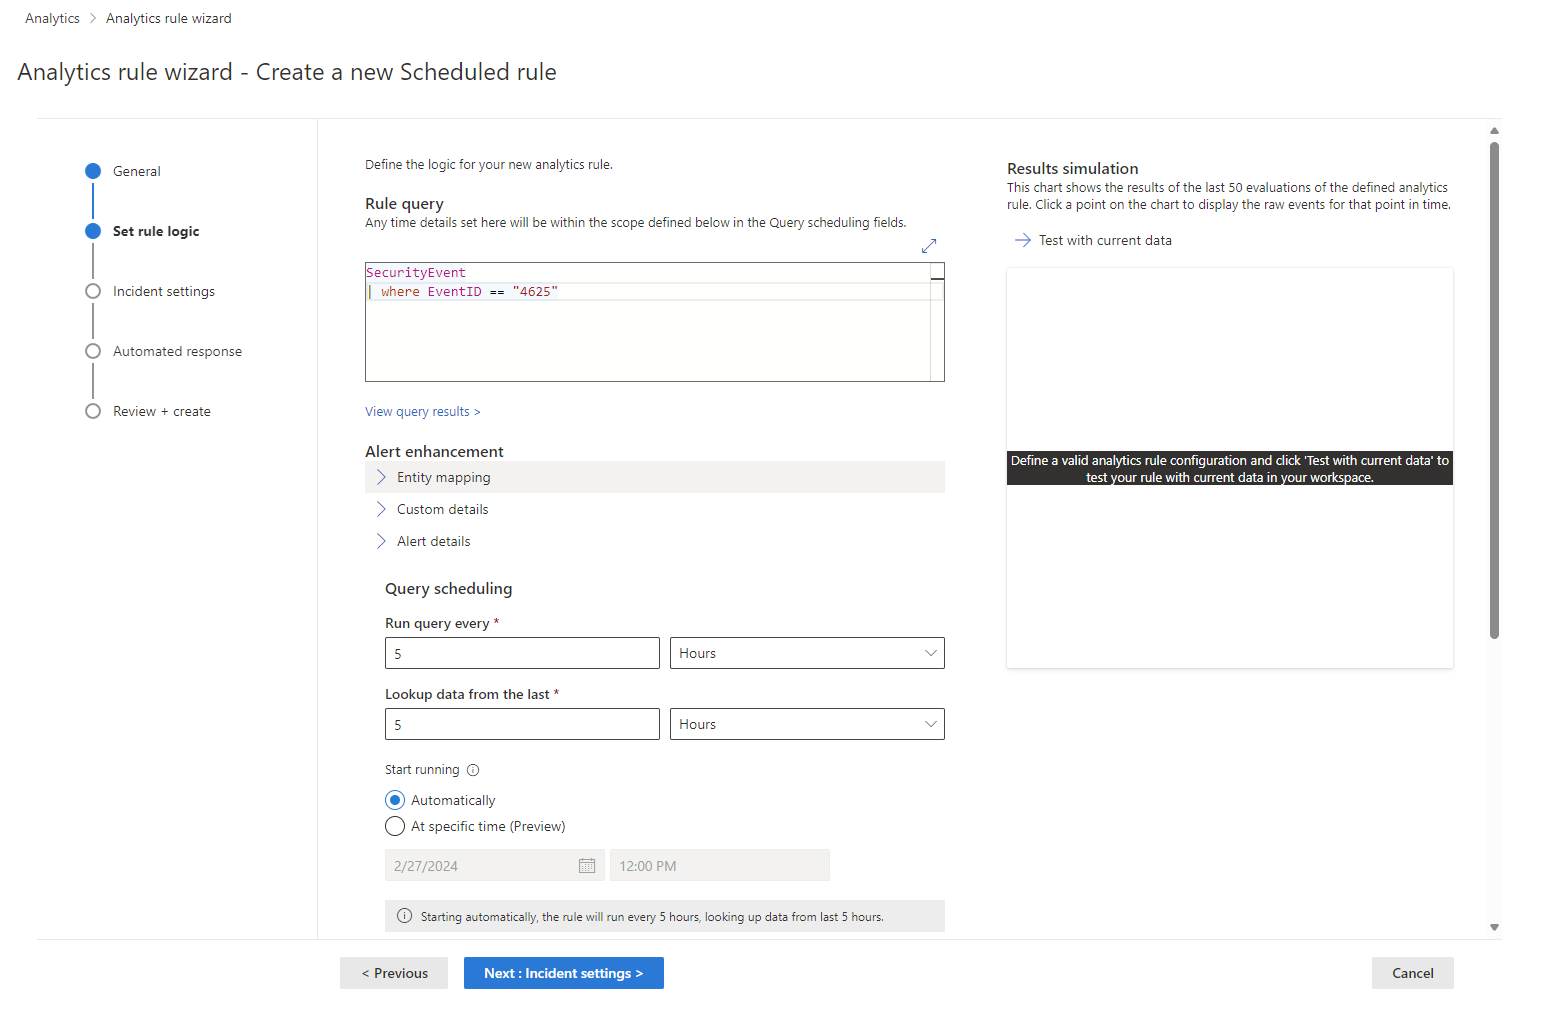 Analytics > Analytics rule wizard
Analytics rule wizard - Create a new Scheduled rule
General
Set rule logic
Incident settings
Automated response
Review + create
Define the logic for your new analytics rule.
Rule query
Any time details set here will be within the scope defined below in the Query scheduling fields.
SecurityEvent
| where EventID == "4625"
View query results >
Alert enhancement
Entity mapping
Custom details
Alert details
Query scheduling
Run query every *
5 Hours
Lookup data from the last *
5 Hours
Start running
Automatically
At specific time (Preview)
2/27/2024 12:00 PM
Starting automatically, the rule will run every 5 hours, looking up data from last 5 hours.
Results simulation
This chart shows the results of the last 50 evaluations of the defined analytics
rule. Click a point on the chart to display the raw events for that point in time.
Test with current data
Define a valid analytics rule configuration and click 'Test with current data' to
test your rule with current data in your workspace.
< Previous
Next : Incident settings >
Cancel